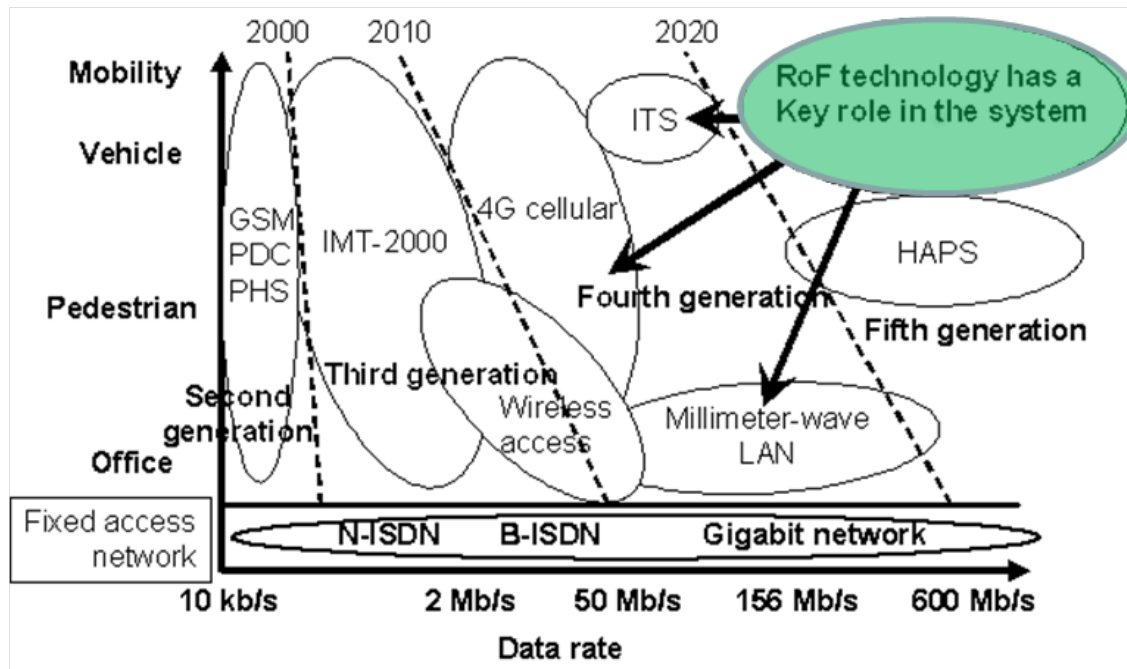 2000
2010
2020
Mobility
RoF technology has a
Key role in the system
ITS
Vehicle
GSM
PDC
PHS
IMT-2000
4G cellular
HAPS
Pedestrian
Fourth generation
Fifth generation
Third generation
Second
generation
Wireless
access
Millimeter-wave
LAN
Office
Fixed access
network
N-ISDN
B-ISDN
Gigabit network
10 kb/s
2 Mb/s
50 Mb/s
156 Mb/s
600 Mb/s
Data rate